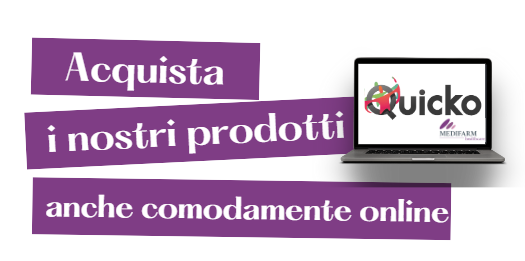 Acquista
i nostri prodotti
anche comodamente online
Quicko
MEDIFARM